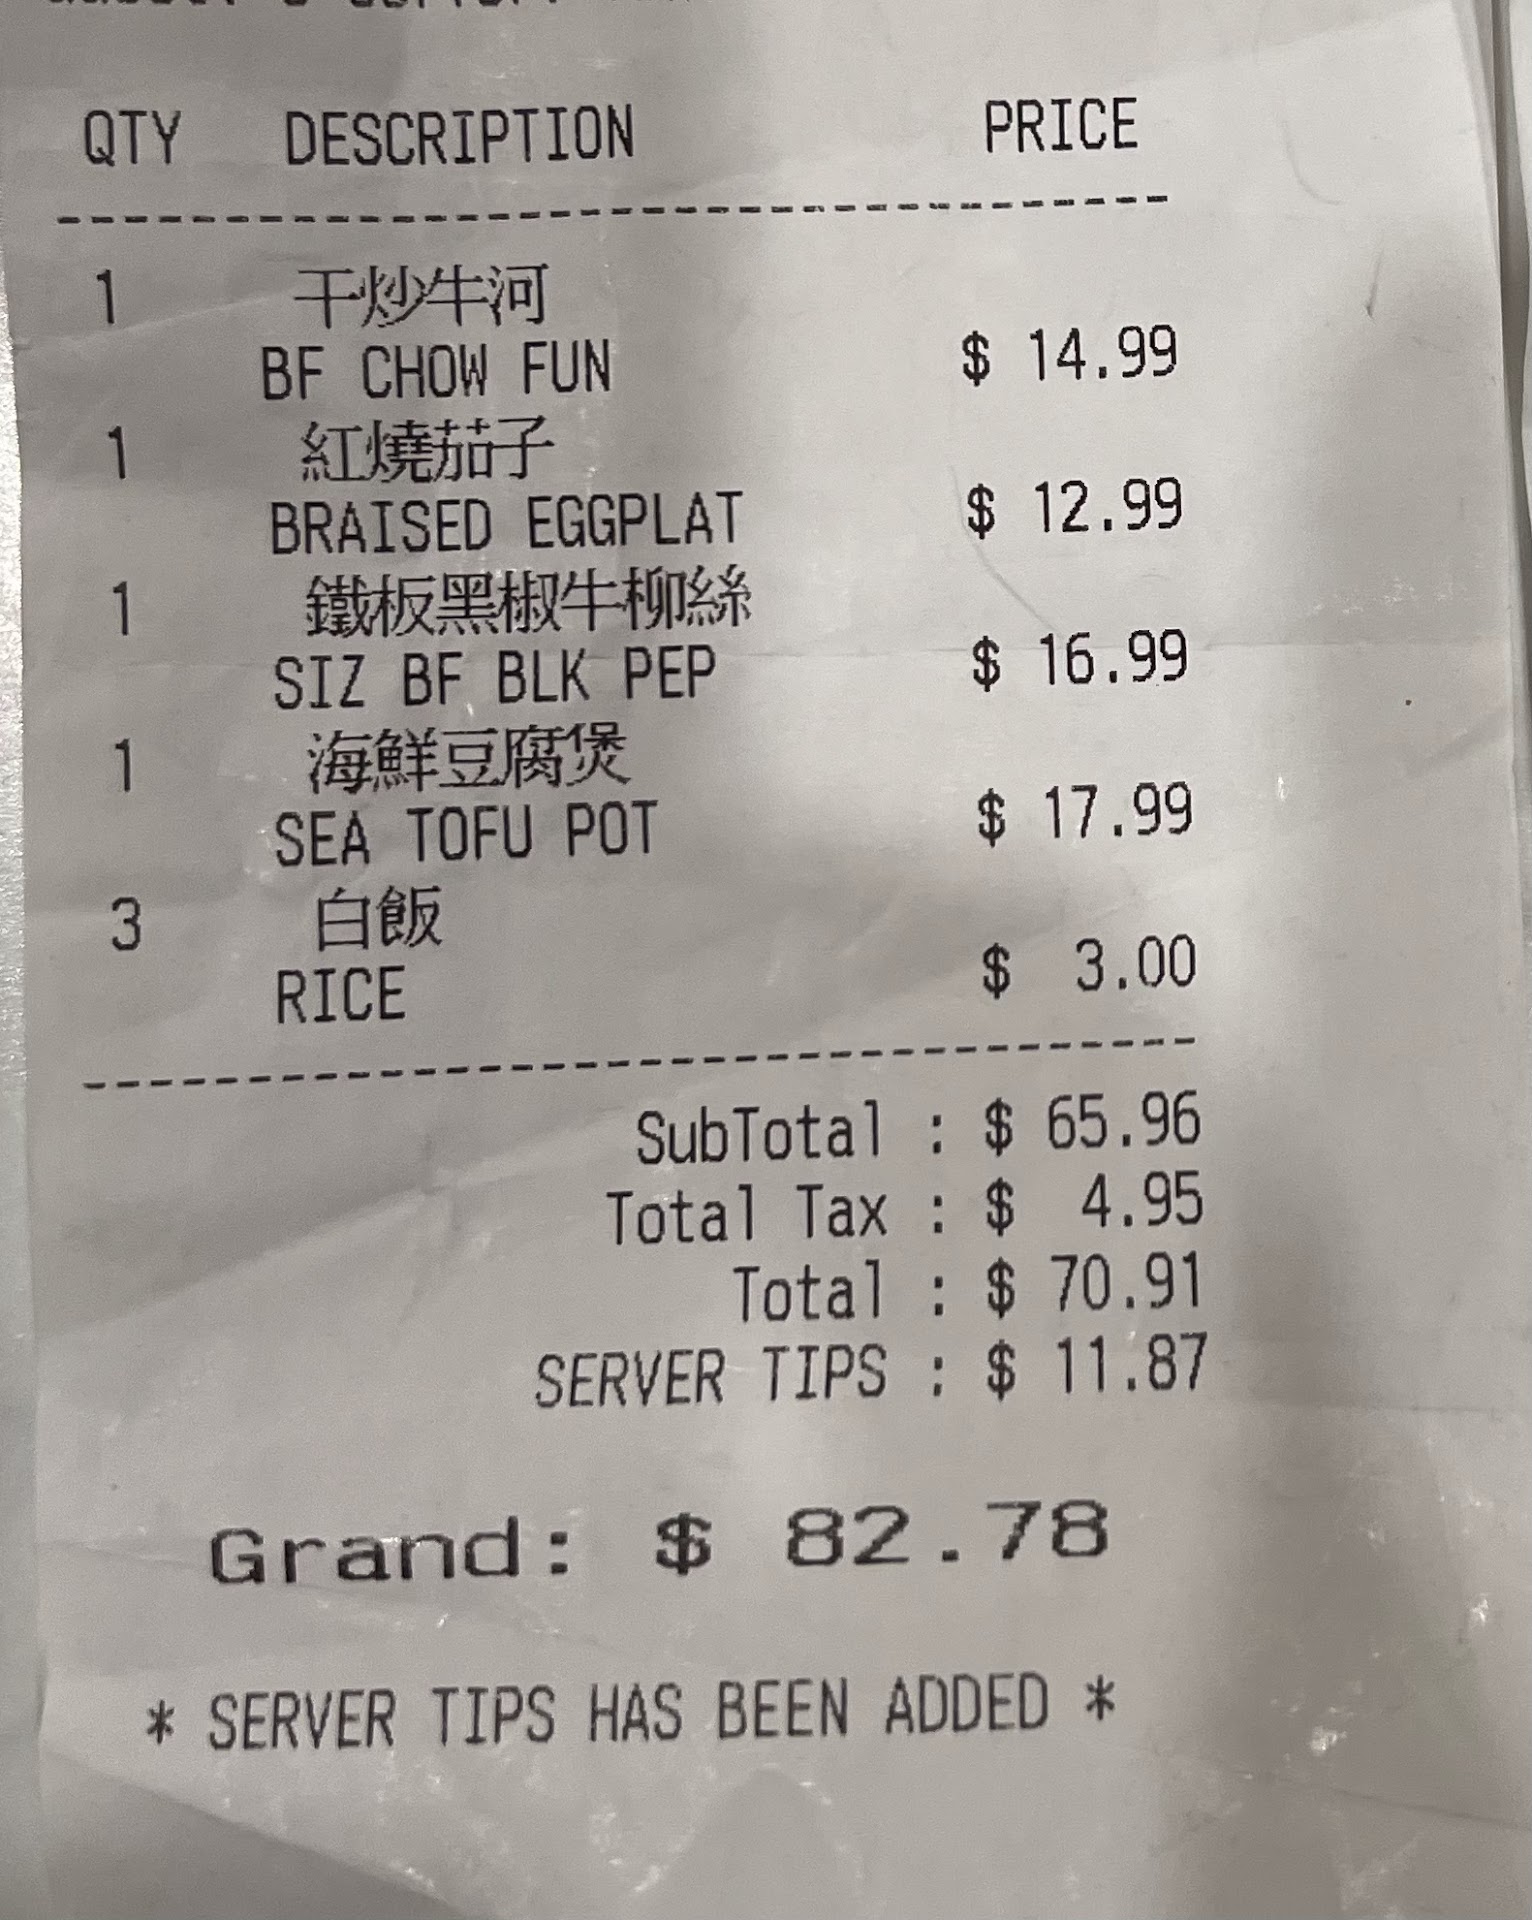 QTY DESCRIPTION PRICE
1 干炒牛河
BF CHOW FUN $ 14.99
1 紅燒茄子
BRAISED EGGPLAT $ 12.99
1 鐵板黑椒牛柳絲
SIZ BF BLK PEP $ 16.99
1 海鮮豆腐煲
SEA TOFU POT $ 17.99
3 白飯
RICE $ 3.00
SubTotal : $ 65.96
Total Tax : $ 4.95
Total : $ 70.91
SERVER TIPS : $ 11.87
Grand: $ 82.78
* SERVER TIPS HAS BEEN ADDED *